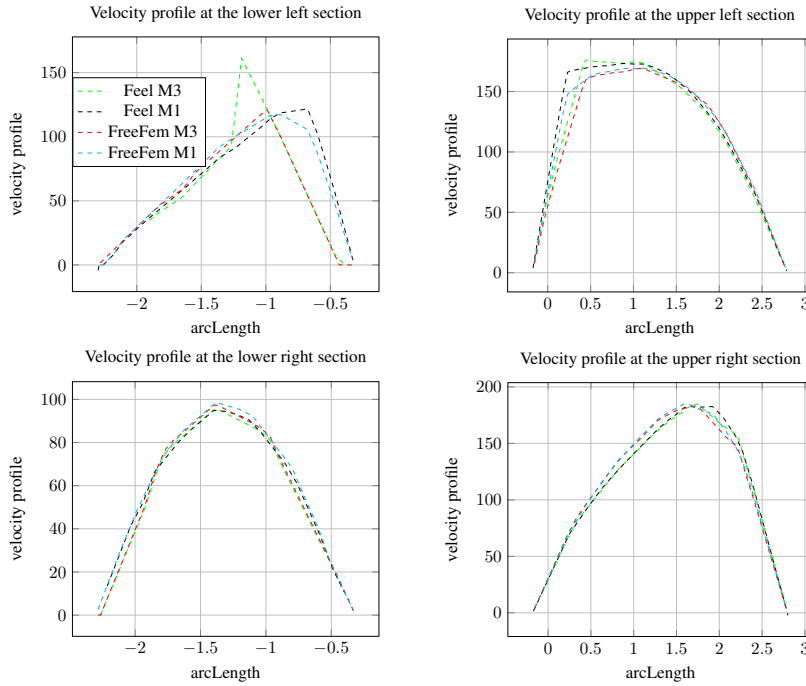 Velocity profile at the lower left section
150
100
50
0
velocity profile
Feel M3
Feel M1
FreeFem M3
FreeFem M1
−2 −1.5 −1 −0.5
arcLength
Velocity profile at the upper left section
150
100
50
0
velocity profile
0 0.5 1 1.5 2 2.5 3
arcLength
Velocity profile at the lower right section
100
80
60
40
20
0
velocity profile
−2 −1.5 −1 −0.5
arcLength
Velocity profile at the upper right section
200
150
100
50
0
velocity profile
0 0.5 1 1.5 2 2.5 3
arcLength